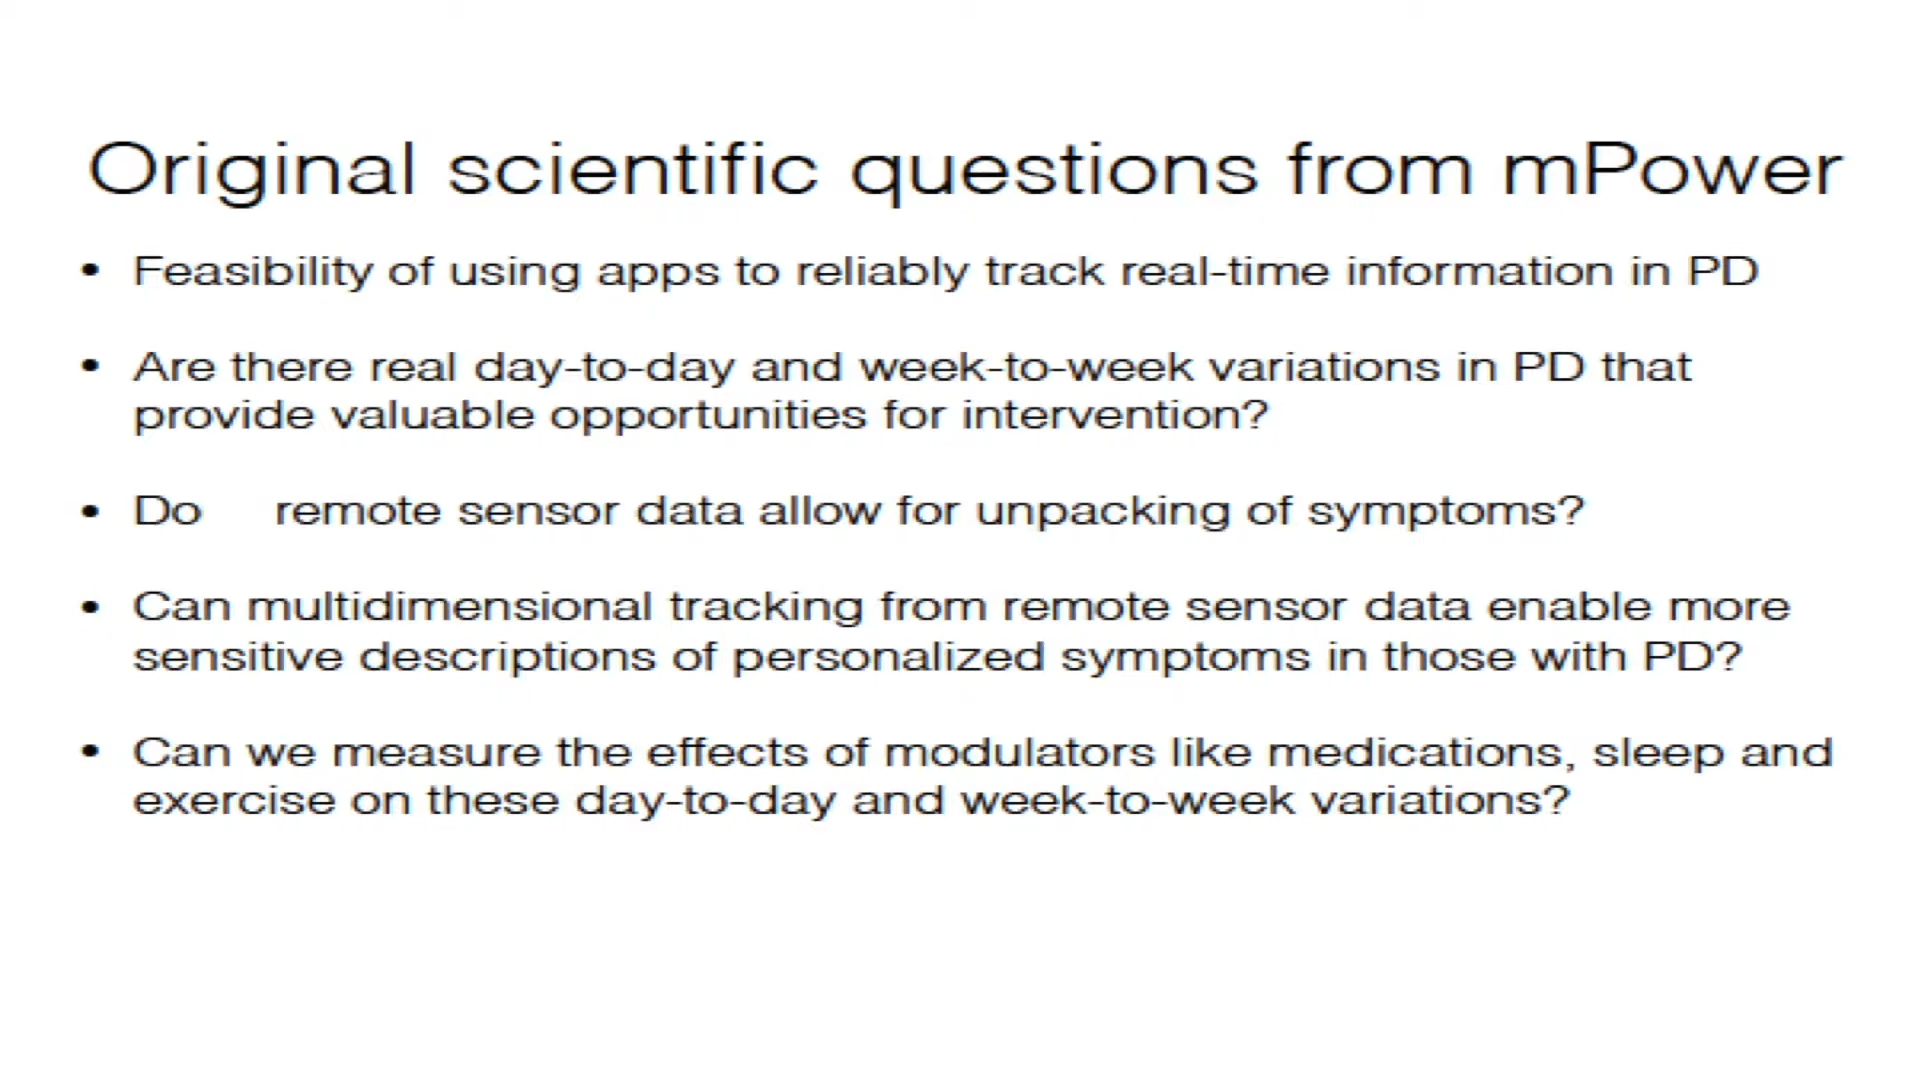 Original scientific questions from mPower
• Feasibility of using apps to reliably track real-time information in PD
• Are there real day-to-day and week-to-week variations in PD that
provide valuable opportunities for intervention?
• Do remote sensor data allow for unpacking of symptoms?
• Can multidimensional tracking from remote sensor data enable more
sensitive descriptions of personalized symptoms in those with PD?
• Can we measure the effects of modulators like medications, sleep and
exercise on these day-to-day and week-to-week variations?